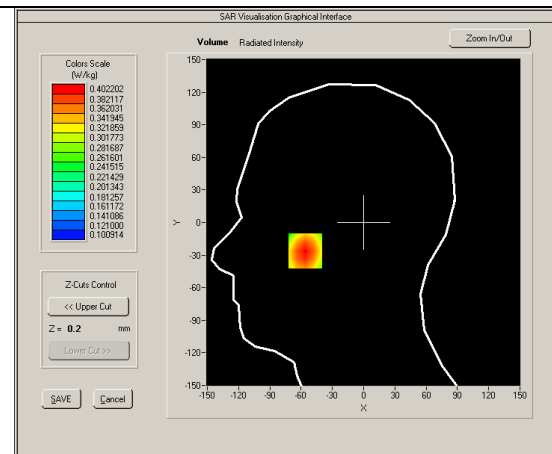 SAR Visualisation Graphical Interface
Volume Radiated Intensity
Zoom In/Out
Colors Scale
(W/kg)
0.402202
0.382117
0.362031
0.341945
0.321859
0.301773
0.281687
0.261601
0.241515
0.221429
0.201343
0.181257
0.161172
0.141086
0.121000
0.100914
Z-Cuts Control
<< Upper Cut
Z = 0.2 mm
Lower Cut >>
SAVE Cancel
150
120
90
60
30
0
-30
-60
-90
-120
-150
Y
-150 -120 -90 -60 -30 0 30 60 90 120 150
X